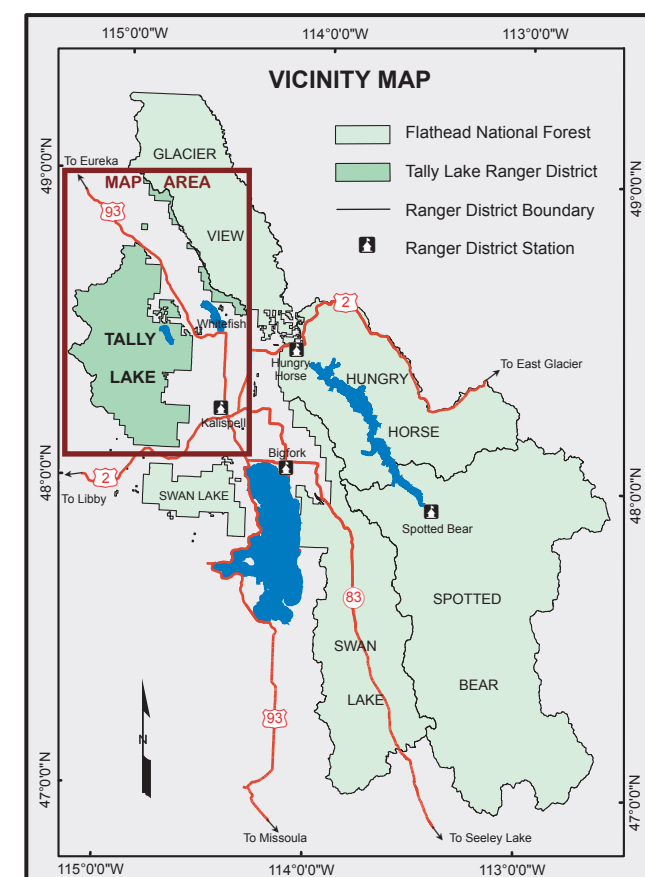 115°0'0"W 114°0'0"W 113°0'0"W
VICINITY MAP
Flathead National Forest
Tally Lake Ranger District
Ranger District Boundary
Ranger District Station
49°0'0"N
49°0'0"N
To Eureka
GLACIER
MAP AREA
93
VIEW
2
Whitefish
TALLY
LAKE
Hungry
Horse
To East Glacier
HUNGRY
HORSE
Kalispell
Bigfork
48°0'0"N
48°0'0"N
2
To Libby
SWAN LAKE
Spotted Bear
83
SPOTTED
SWAN
BEAR
LAKE
93
N
47°0'0"N
47°0'0"N
To Missoula
To Seeley Lake
115°0'0"W 114°0'0"W 113°0'0"W